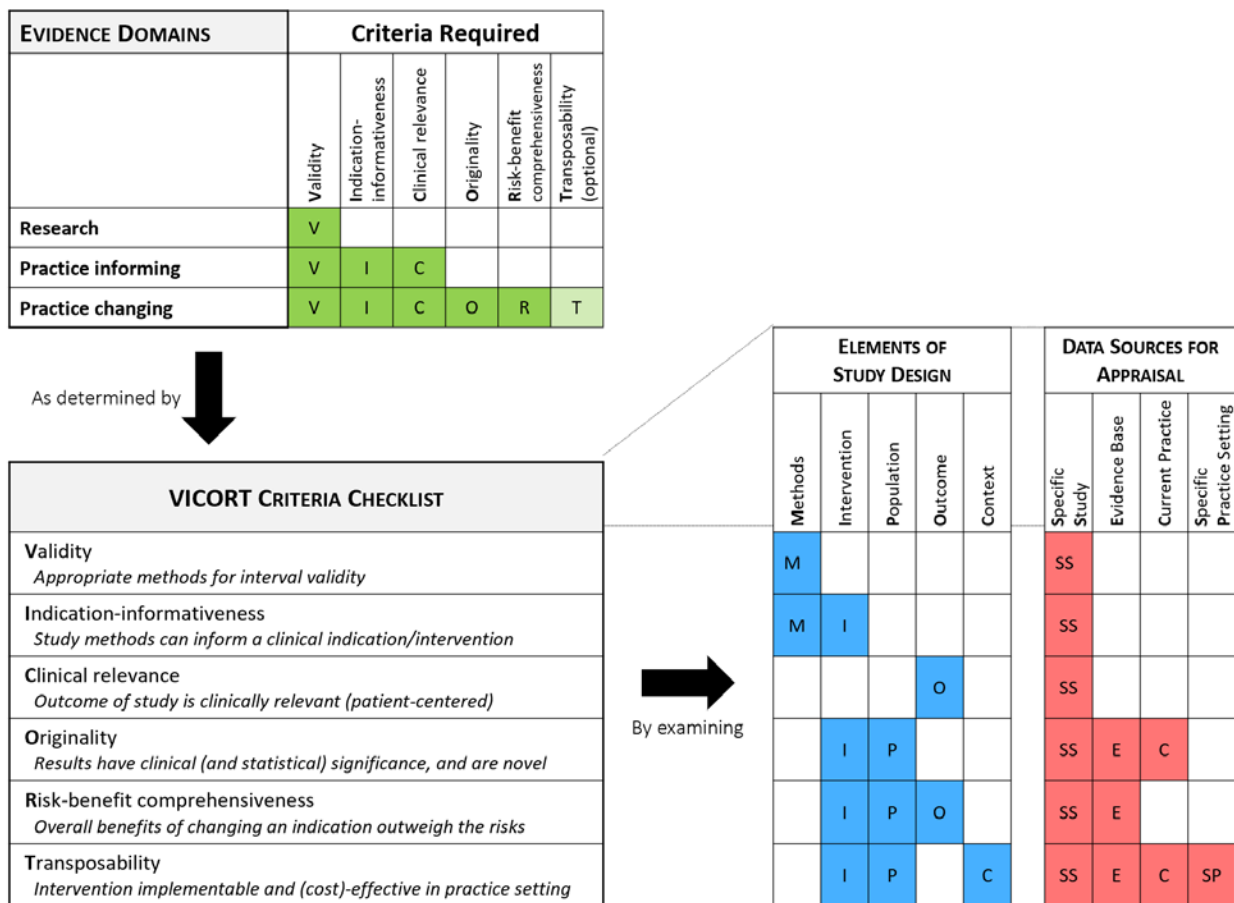 EVIDENCE DOMAINS
Criteria Required
Validity
Indication-
informativeness
Clinical relevance
Originality
Risk-benefit
comprehensiveness
Transposability
(optional)
Research
V
Practice informing
V I C
Practice changing
V I C O R T
As determined by
VICORT CRITERIA CHECKLIST
Validity
Appropriate methods for interval validity
Indication-informativeness
Study methods can inform a clinical indication/intervention
Clinical relevance
Outcome of study is clinically relevant (patient-centered)
Originality
Results have clinical (and statistical) significance, and are novel
Risk-benefit comprehensiveness
Overall benefits of changing an indication outweigh the risks
Transposability
Intervention implementable and (cost)-effective in practice setting
By examining
ELEMENTS OF
STUDY DESIGN
Methods
Intervention
Population
Outcome
Context
M
M I
O
I P
I P O
I P C
DATA SOURCES FOR
APPRAISAL
Specific
Study
Evidence Base
Current Practice
Specific
Practice Setting
SS
SS
SS
SS E C
SS E
SS E C SP